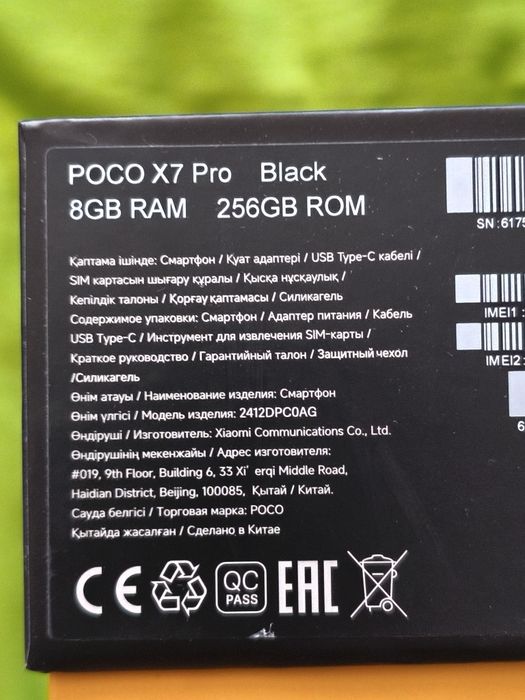 POCO X7 Pro Black
8GB RAM 256GB ROM
SN:6175
Қаптама ішінде: Смартфон / Қуат адаптері / USB Type-C кабелі /
SIM картасын шығару құралы / Қысқа нұсқаулық /
Кепілдік талоны / Қорғау қаптамасы / Силикагель
IMEI1:
Содержимое упаковки: Смартфон / Адаптер питания / Кабель
USB Type-C / Инструмент для извлечения SIM-карты /
Краткое руководство / Гарантийный талон / Защитный чехол
IMEI2:
/Силикагель
Өнім атауы / Наименование изделия: Смартфон
Өнім үлгісі / Модель изделия: 2412DPC0AG
6
Өндіруші / Изготовитель: Xiaomi Communications Co., Ltd.
Өндірушінің мекенжайы / Адрес изготовителя:
#019, 9th Floor, Building 6, 33 Xi' erqi Middle Road,
Haidian District, Beijing, 100085, Қытай / Китай.
Сауда белгісі / Торговая марка: POCO
Қытайда жасалған / Сделано в Китае
CE QC PASS EAC